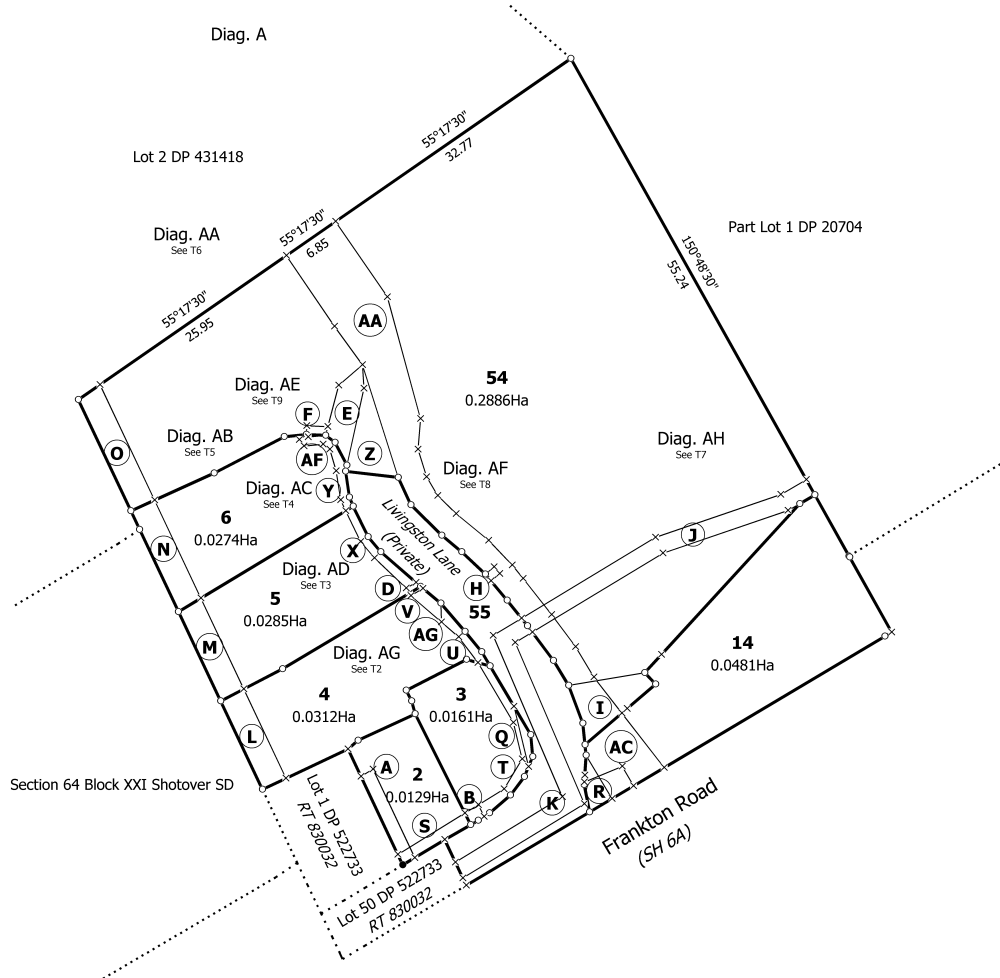 Diag. A
Lot 2 DP 431418
55°17'30"
32.77
Diag. AA
See T6
55°17'30"
6.85
Part Lot 1 DP 20704
150°48'30"
55.24
55°17'30"
25.95
AA
54
0.2886Ha
Diag. AE
See T9
F
E
Diag. AB
See T5
Diag. AH
See T7
O
AF
Z
Diag. AF
See T8
Diag. AC
See T4
Y
6
0.0274Ha
Livingston Lane
(Private)
J
N
X
Diag. AD
See T3
D
H
5
0.0285Ha
V
55
AG
M
U
14
0.0481Ha
Diag. AG
See T2
4
0.0312Ha
3
0.0161Ha
I
L
Q
AC
A
T
2
0.0129Ha
Section 64 Block XXI Shotover SD
B
K
R
S
Lot 1 DP 522733
RT 830032
Frankton Road
(SH 6A)
Lot 50 DP 522733
RT 830032